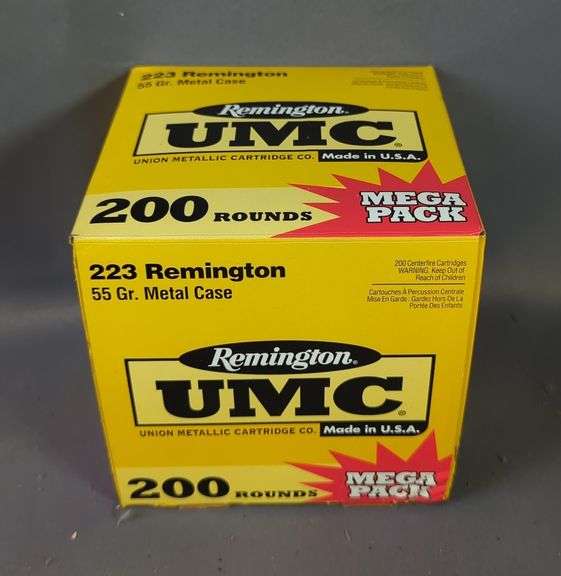 223 Remington
55 Gr. Metal Case
Remington®
UMC®
UNION METALLIC CARTRIDGE CO. Made in U.S.A.
200 ROUNDS
MEGA
PACK
223 Remington
55 Gr. Metal Case
200 Centerfire Cartridges
WARNING: Keep Out of
Reach of Children
Cartouches À Percussion Centrale
Mise En Garde : Gardez Hors De La
Portée Des Enfants
Remington®
UMC®
UNION METALLIC CARTRIDGE CO. Made in U.S.A.
200 ROUNDS
MEGA
PACK